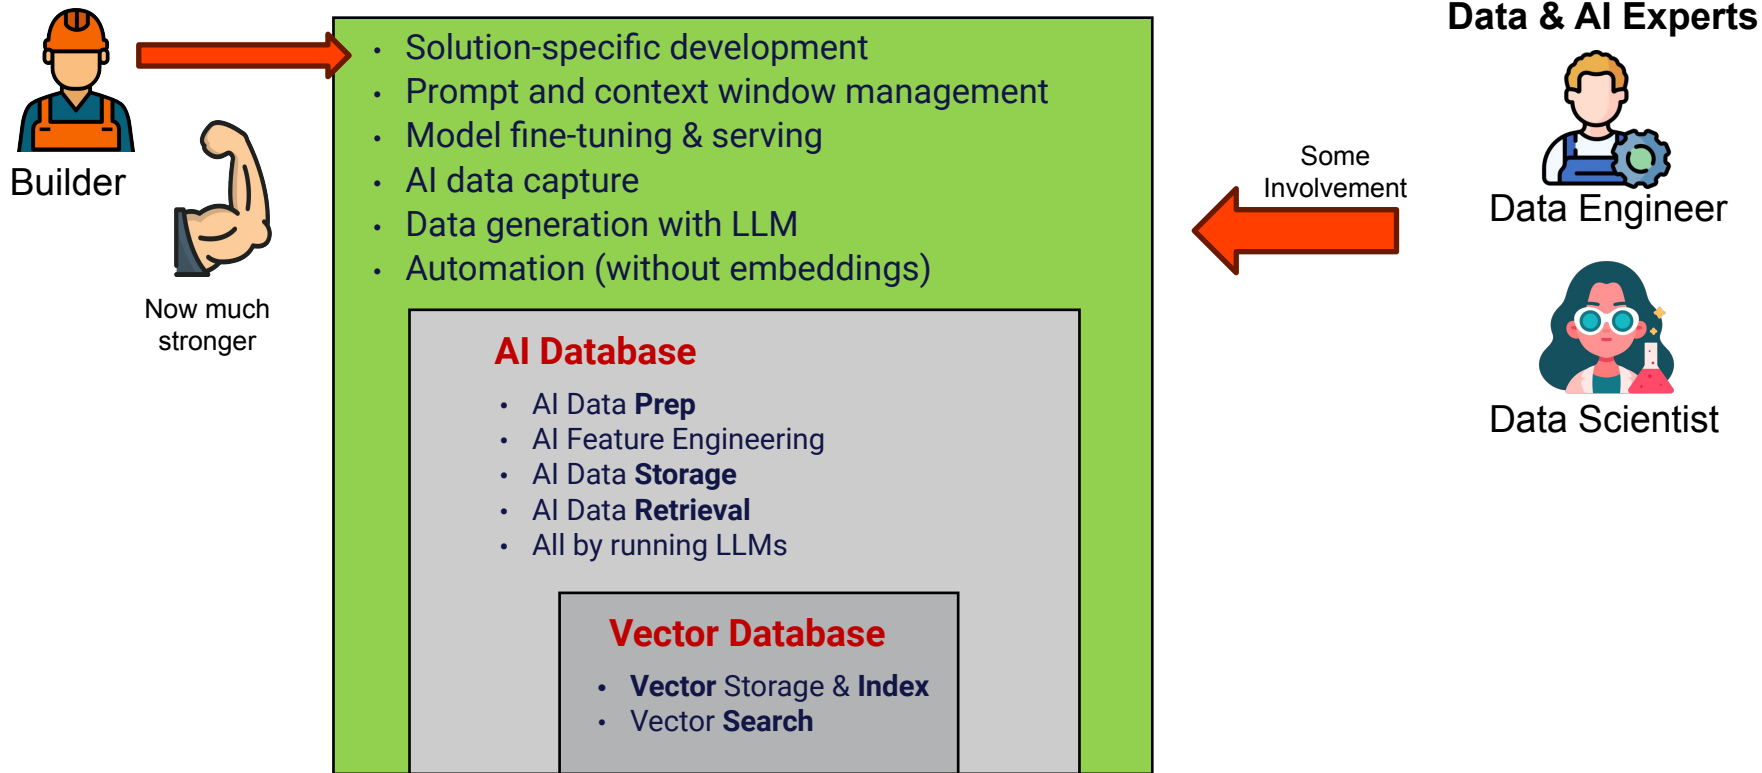 Data & AI Experts
Builder
Now much
stronger
• Solution-specific development
• Prompt and context window management
• Model fine-tuning & serving
• AI data capture
• Data generation with LLM
• Automation (without embeddings)
AI Database
• AI Data Prep
• AI Feature Engineering
• AI Data Storage
• AI Data Retrieval
• All by running LLMs
Vector Database
• Vector Storage & Index
• Vector Search
Some
Involvement
Data Engineer
Data Scientist